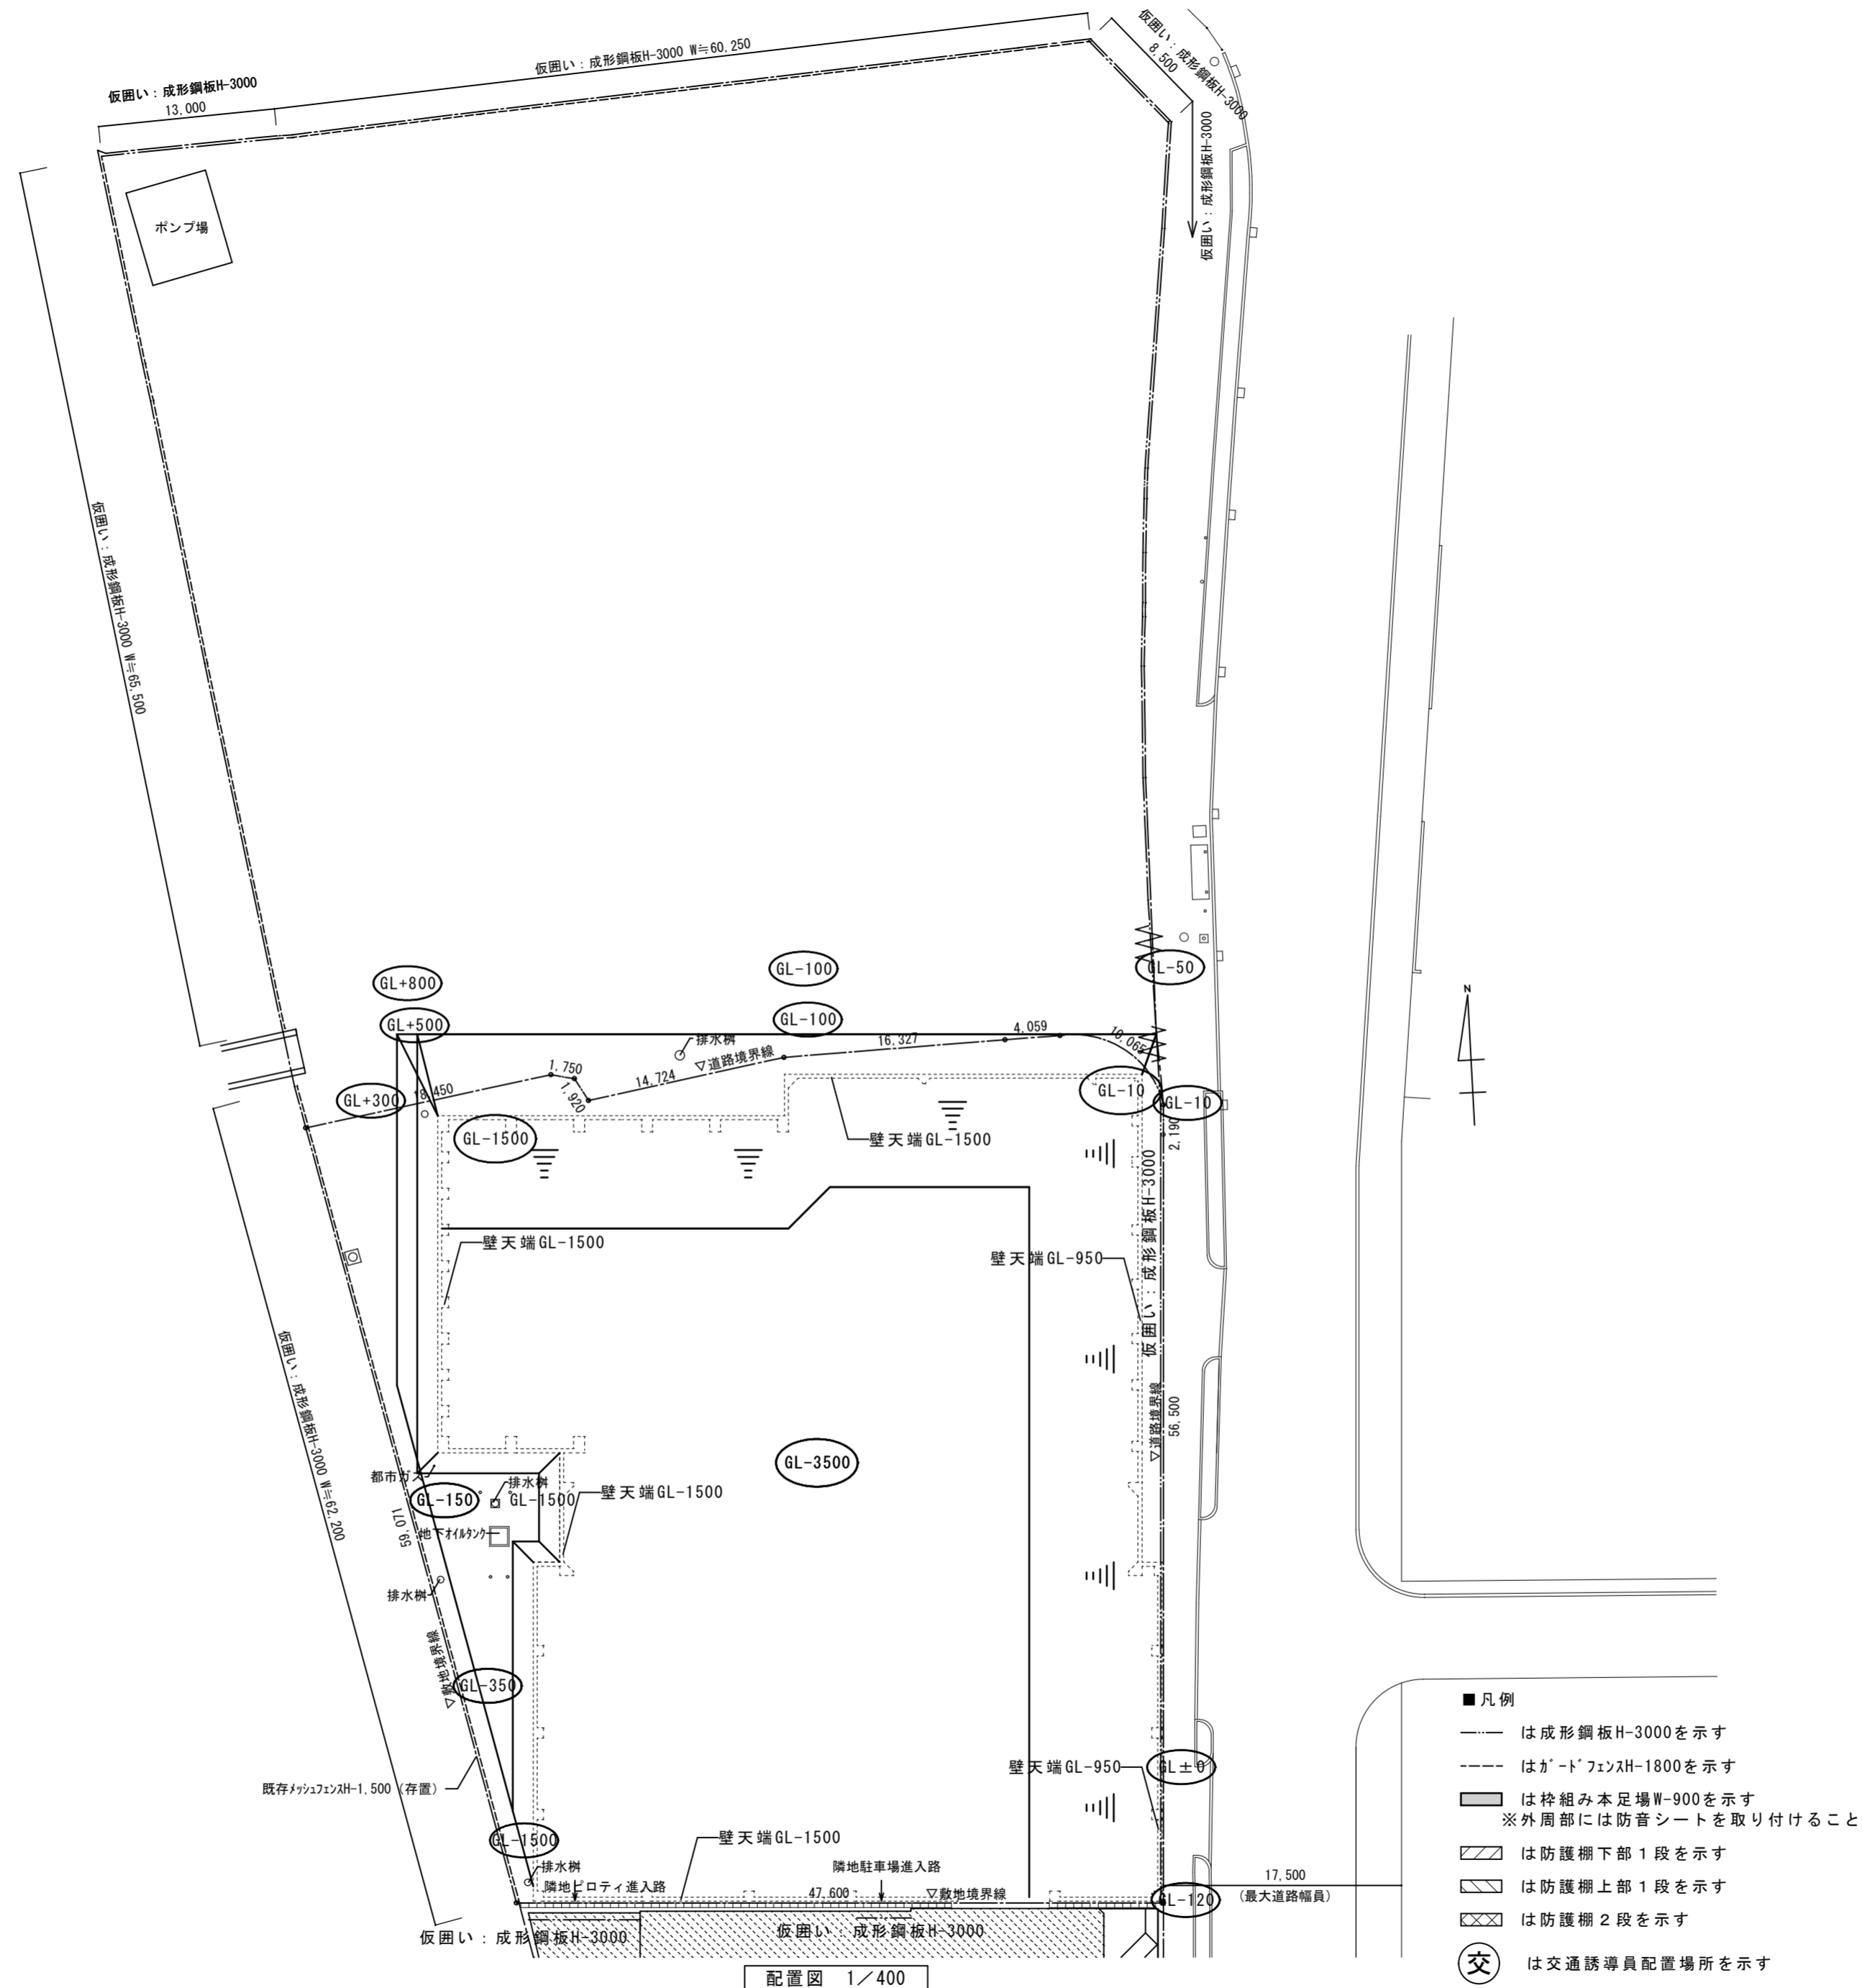 仮囲い：成形鋼板H-3000
8,500
仮囲い：成形鋼板H-3000 W≒60,250
仮囲い：成形鋼板H-3000
13,000
仮囲い：成形鋼板H-3000
ポンプ場
仮囲い：成形鋼板H-3000 W≒65,500
GL+800
GL-100
GL-50
GL+500
GL-100
排水桝
▽道路境界線
16,327
4,059
10,065
N
1,750
14,724
1,920
18,450
GL+300
GL-10
GL-10
GL-1500
壁天端GL-1500
2,190
仮囲い：成形鋼板H-3000
壁天端GL-1500
壁天端GL-950
▽道路境界線
56,500
仮囲い：成形鋼板H-3000 W≒62,200
59,071
GL-3500
都市ガス
排水桝
GL-150
GL-1500
壁天端GL-1500
地下ｵｲﾙﾀﾝｸ
排水桝
▽敷地境界線
GL-350
既存ﾒｯｼｭﾌｪﾝｽH-1,500（存置）
壁天端GL-950
GL±0
GL-1500
壁天端GL-1500
排水桝
隣地駐車場進入路
隣地ピロティ進入路
47,600
▽敷地境界線
GL-120
17,500
（最大道路幅員）
仮囲い：成形鋼板H-3000
仮囲い：成形鋼板H-3000
配置図 1／400
■凡例
は成形鋼板H-3000を示す
はｶﾞｰﾄﾞﾌｪﾝｽH-1800を示す
は枠組み本足場W-900を示す
※外周部には防音シートを取り付けること
は防護棚下部１段を示す
は防護棚上部１段を示す
は防護棚２段を示す
交 は交通誘導員配置場所を示す